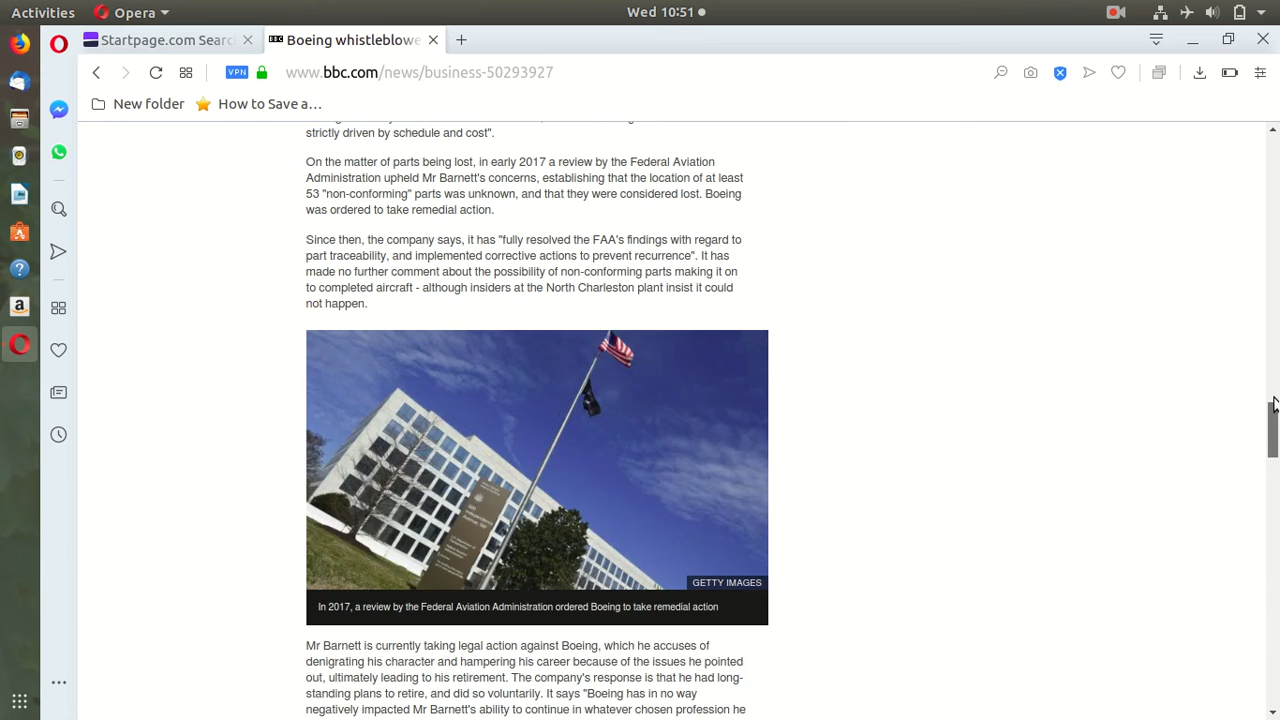 Activities
Opera
Wed 10:51
Startpage.com Searc
BBC
Boeing whistleblowe
VPN
www.bbc.com/news/business-50293927
New folder
How to Save a...
strictly driven by schedule and cost".
On the matter of parts being lost, in early 2017 a review by the Federal Aviation
Administration upheld Mr Barnett's concerns, establishing that the location of at least
53 "non-conforming" parts was unknown, and that they were considered lost. Boeing
was ordered to take remedial action.
Since then, the company says, it has "fully resolved the FAA's findings with regard to
part traceability, and implemented corrective actions to prevent recurrence". It has
made no further comment about the possibility of non-conforming parts making it on
to completed aircraft - although insiders at the North Charleston plant insist it could
not happen.
GETTY IMAGES
In 2017, a review by the Federal Aviation Administration ordered Boeing to take remedial action
Mr Barnett is currently taking legal action against Boeing, which he accuses of
denigrating his character and hampering his career because of the issues he pointed
out, ultimately leading to his retirement. The company's response is that he had long-
standing plans to retire, and did so voluntarily. It says "Boeing has in no way
negatively impacted Mr Barnett's ability to continue in whatever chosen profession he